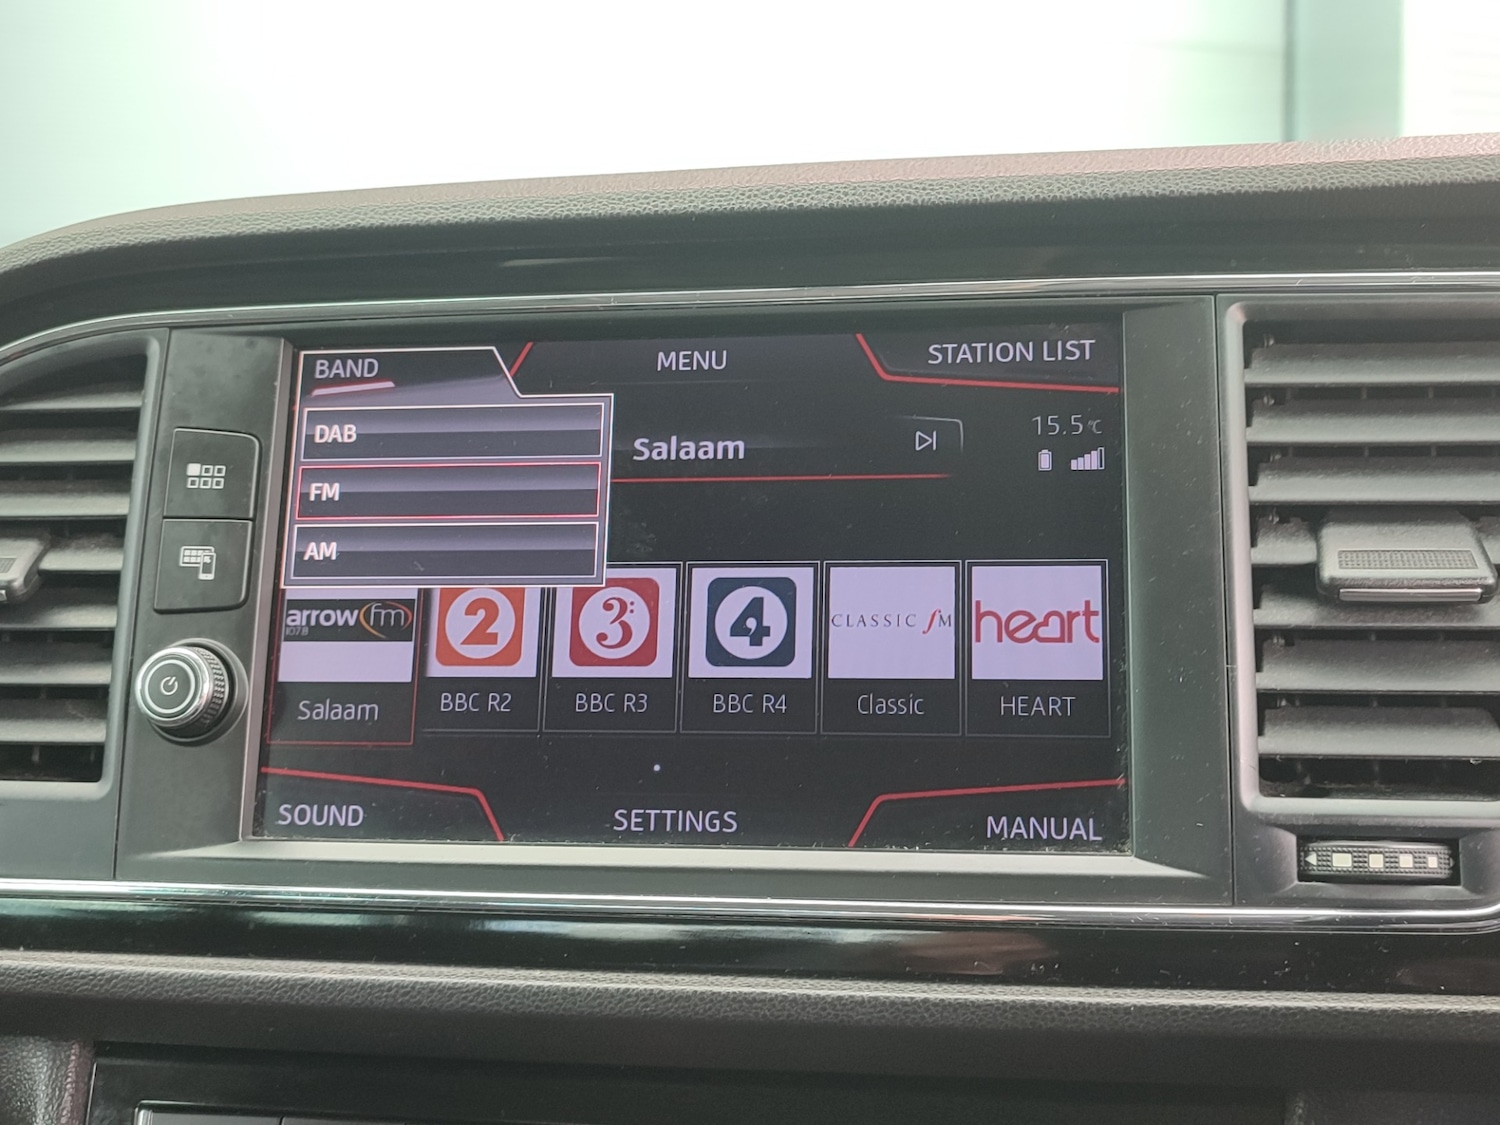 BAND
MENU
STATION LIST
DAB
FM
AM
Salaam
15.5°C
arrow fm
107.8
2
3:
4
CLASSIC fM
heart
Salaam
BBC R2
BBC R3
BBC R4
Classic
HEART
SOUND
SETTINGS
MANUAL